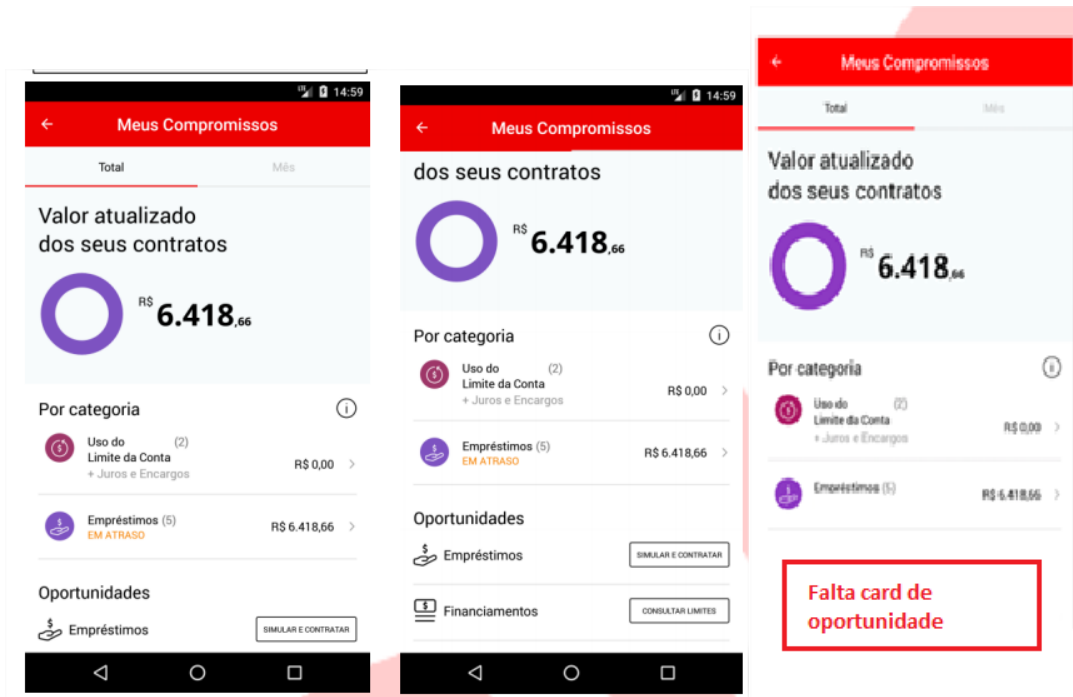 14:59
Meus Compromissos
Total
Mês
Valor atualizado
dos seus contratos
R$ 6.418,66
Por categoria
Uso do (2)
Limite da Conta
+ Juros e Encargos
R$ 0,00
Empréstimos (5)
EM ATRASO
R$ 6.418,66
Oportunidades
Empréstimos
SIMULAR E CONTRATAR
14:59
Meus Compromissos
dos seus contratos
R$ 6.418,66
Por categoria
Uso do (2)
Limite da Conta
+ Juros e Encargos
R$ 0,00
Empréstimos (5)
EM ATRASO
R$ 6.418,66
Oportunidades
Empréstimos
SIMULAR E CONTRATAR
Financiamentos
CONSULTAR LIMITES
Meus Compromissos
Total
Mês
Valor atualizado
dos seus contratos
R$ 6.418,66
Por categoria
Uso do (2)
Limite da Conta
+ Juros e Encargos
R$ 0,00
Empréstimos (5)
R$ 6.418,66
Falta card de
oportunidade